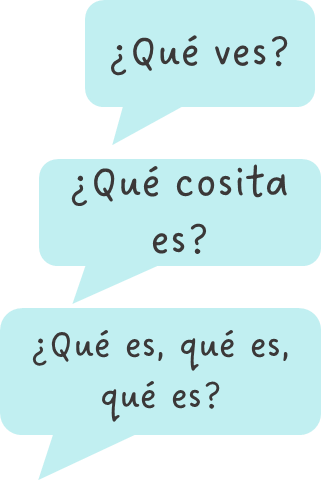 ¿Qué ves?
¿Qué cosita
es?
¿Qué es, qué es,
qué es?